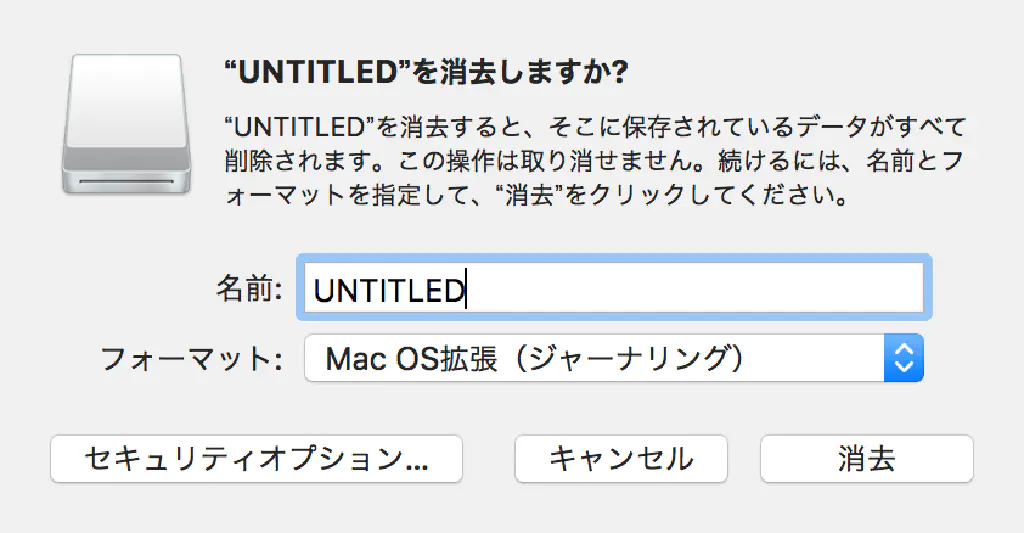 “UNTITLED”を消去しますか?
“UNTITLED”を消去すると、そこに保存されているデータがすべて
削除されます。この操作は取り消せません。続けるには、名前とフ
ォーマットを指定して、“消去”をクリックしてください。
名前: UNTITLED
フォーマット: Mac OS拡張（ジャーナリング）
セキュリティオプション... キャンセル 消去